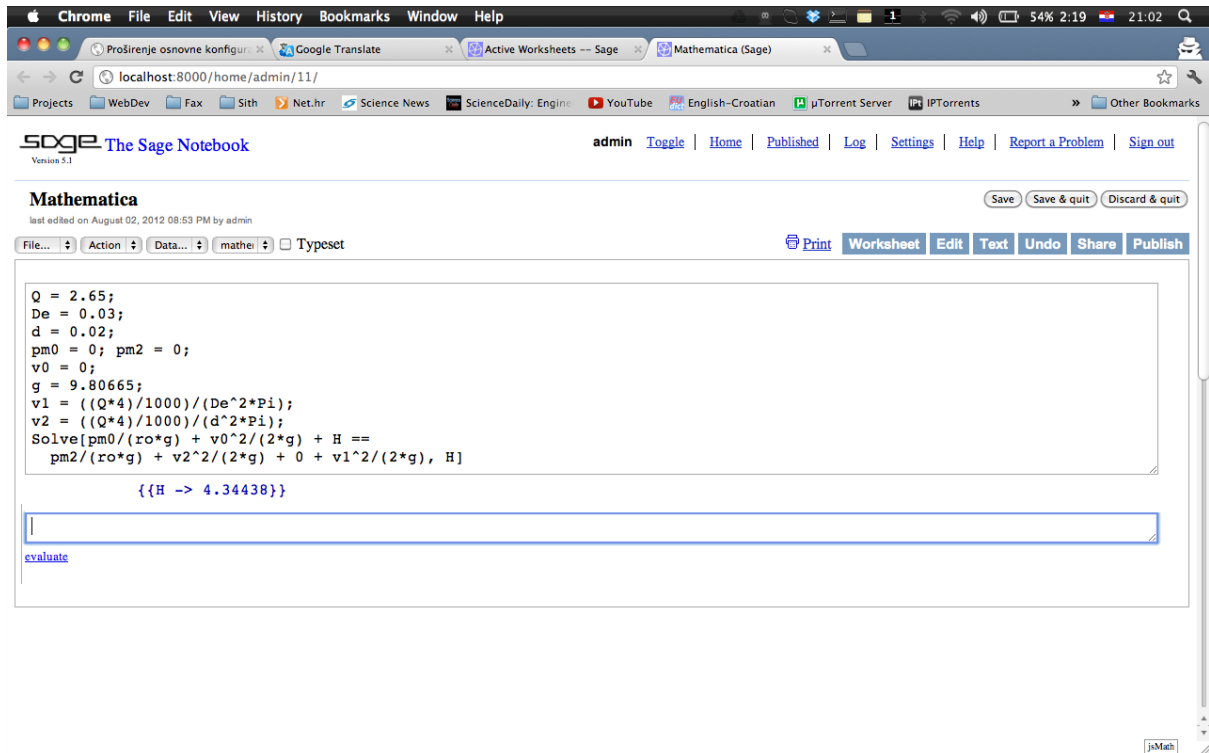 Chrome File Edit View History Bookmarks Window Help 1 54% 2:19 21:02
Proširenje osnovne konfigur Google Translate Active Worksheets -- Sage Mathematica (Sage)
localhost:8000/home/admin/11/
Projects WebDev Fax Sith Net.hr Science News ScienceDaily: Engine YouTube English-Croatian µTorrent Server IPTorrents » Other Bookmarks
sage The Sage Notebook admin Toggle | Home | Published | Log | Settings | Help | Report a Problem | Sign out
Version 5.1
Mathematica Save Save & quit Discard & quit
last edited on August 02, 2012 08:53 PM by admin
File... Action Data... mathe Typeset Print Worksheet Edit Text Undo Share Publish
Q = 2.65;
De = 0.03;
d = 0.02;
pm0 = 0; pm2 = 0;
v0 = 0;
g = 9.80665;
v1 = ((Q*4)/1000)/(De^2*Pi);
v2 = ((Q*4)/1000)/(d^2*Pi);
Solve[pm0/(ro*g) + v0^2/(2*g) + H ==
pm2/(ro*g) + v2^2/(2*g) + 0 + v1^2/(2*g), H]
{{H -> 4.34438}}
evaluate
jsMath